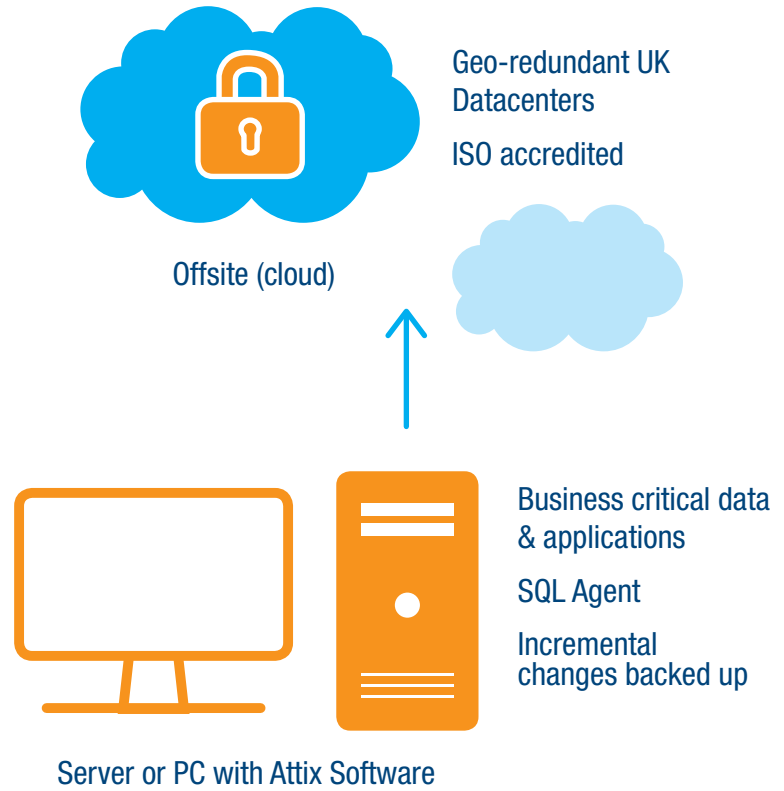 Geo-redundant UK
Datacenters
ISO accredited
Offsite (cloud)
Business critical data
& applications
SQL Agent
Incremental
changes backed up
Server or PC with Attix Software